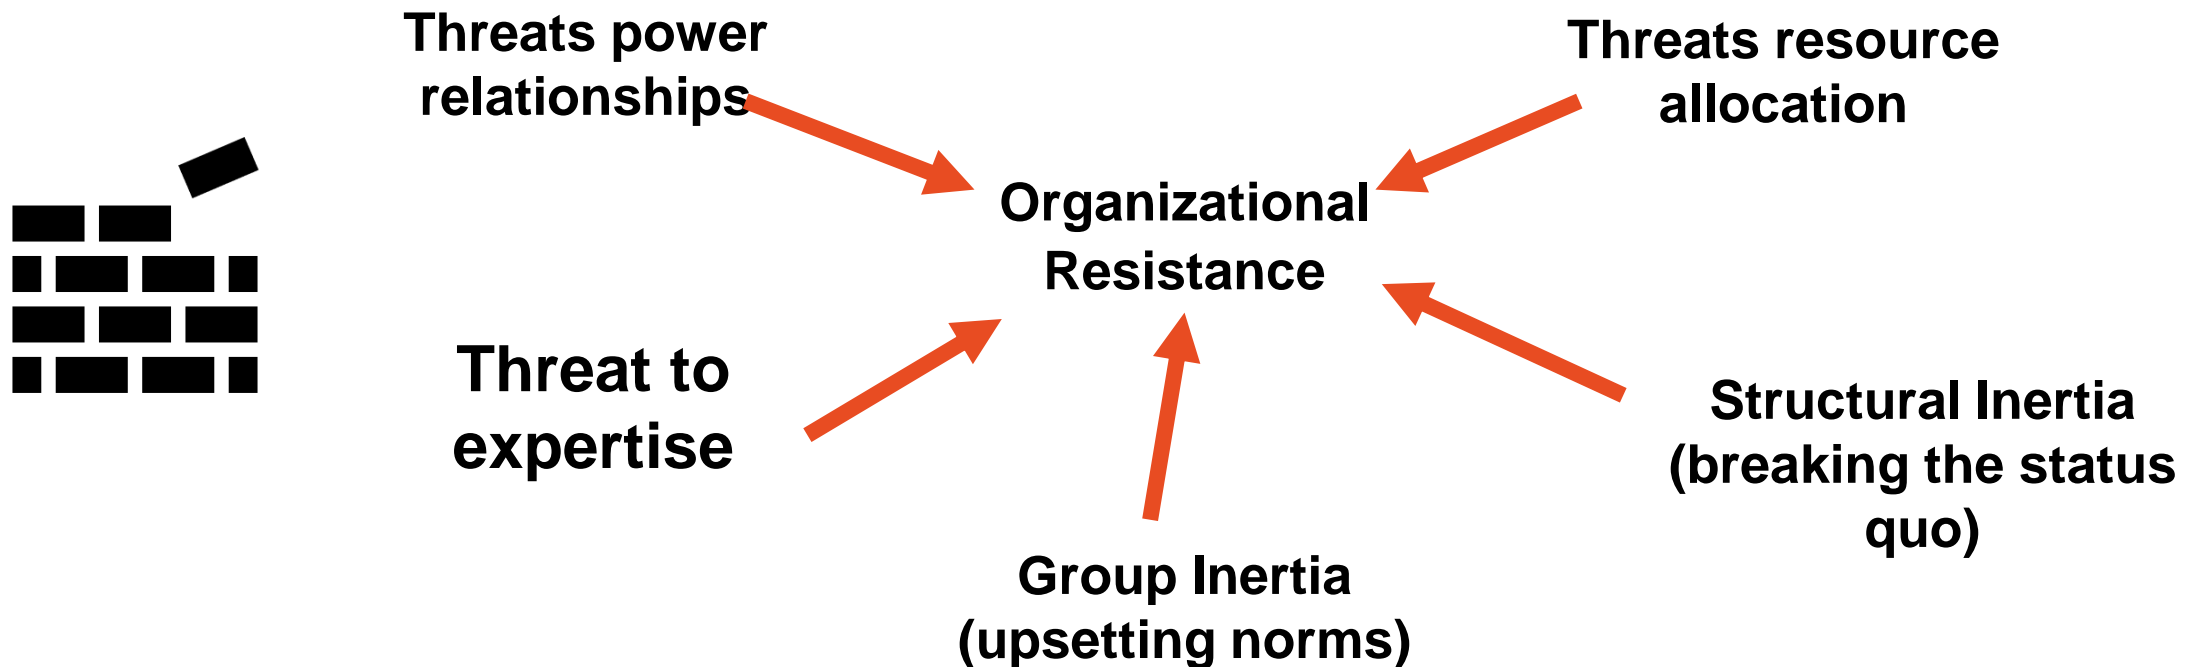 Threats power
relationships
Threats resource
allocation
Organizational
Resistance
Threat to
expertise
Structural Inertia
(breaking the status
quo)
Group Inertia
(upsetting norms)